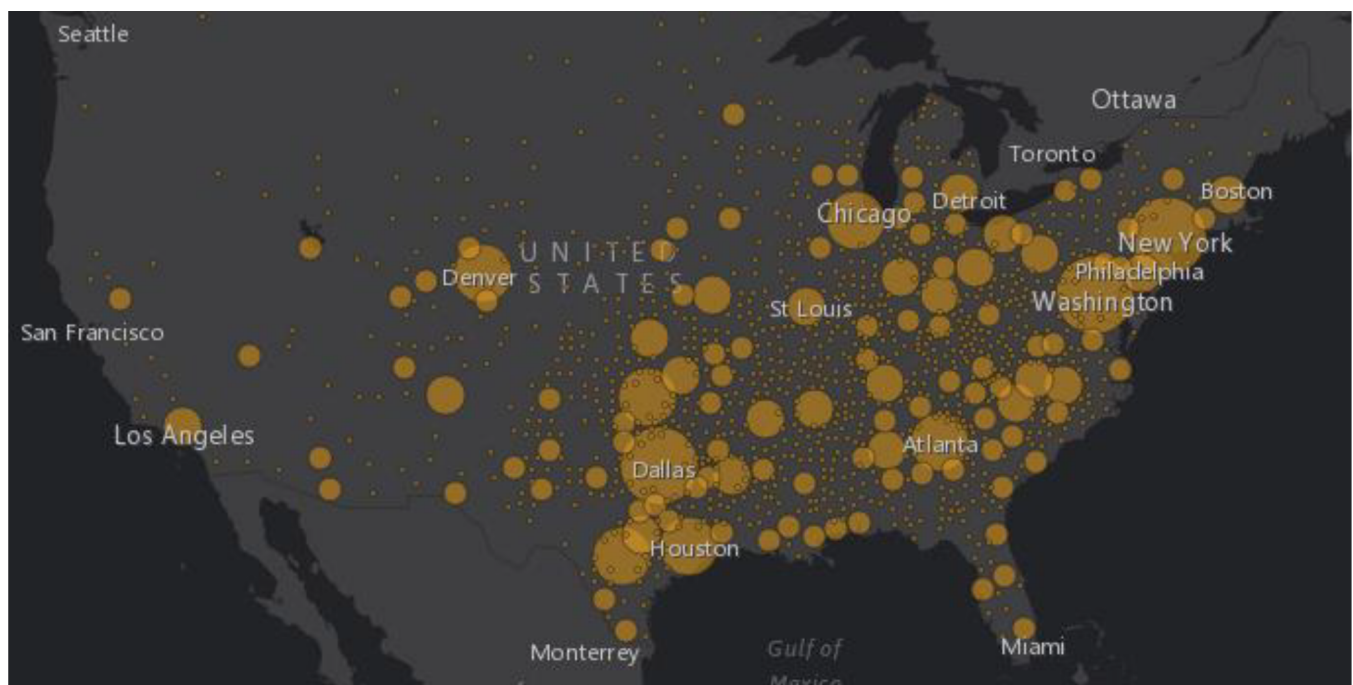 Seattle
Ottawa
Toronto
Boston
Detroit
Chicago
New York
UNITED
STATES
Denver
Philadelphia
Washington
St Louis
San Francisco
Los Angeles
Atlanta
Dallas
Houston
Monterrey
Miami
Gulf of
Mexico